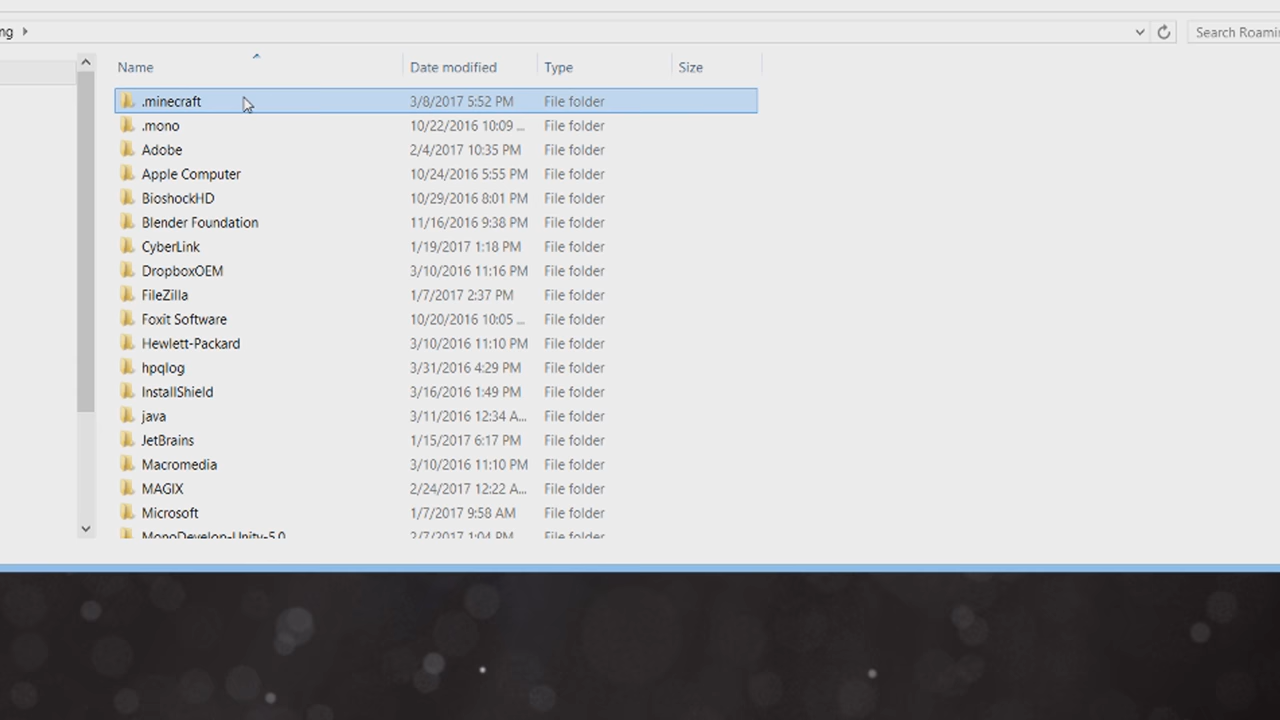 ng
Search Roamin
Name Date modified Type Size
.minecraft 3/8/2017 5:52 PM File folder
.mono 10/22/2016 10:09 ... File folder
Adobe 2/4/2017 10:35 PM File folder
Apple Computer 10/24/2016 5:55 PM File folder
BioshockHD 10/29/2016 8:01 PM File folder
Blender Foundation 11/16/2016 9:38 PM File folder
CyberLink 1/19/2017 1:18 PM File folder
DropboxOEM 3/10/2016 11:16 PM File folder
FileZilla 1/7/2017 2:37 PM File folder
Foxit Software 10/20/2016 10:05 ... File folder
Hewlett-Packard 3/10/2016 11:10 PM File folder
hpqlog 3/31/2016 4:29 PM File folder
InstallShield 3/16/2016 1:49 PM File folder
java 3/11/2016 12:34 A... File folder
JetBrains 1/15/2017 6:17 PM File folder
Macromedia 3/10/2016 11:10 PM File folder
MAGIX 2/24/2017 12:22 A... File folder
Microsoft 1/7/2017 9:58 AM File folder
MonoDevelop-Unity-5.0 2/7/2017 1:04 PM File folder